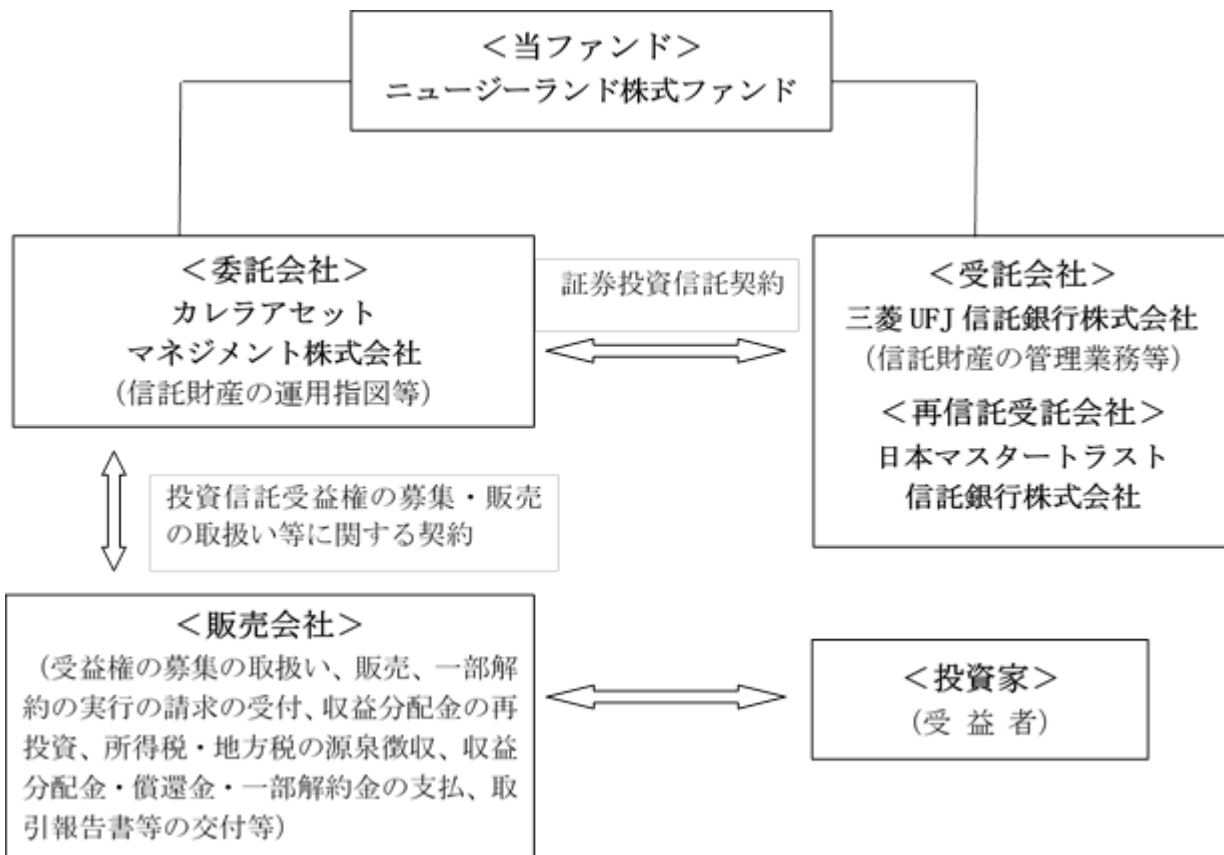 ＜当ファンド＞
ニュージーランド株式ファンド
＜委託会社＞
カレラアセット
マネジメント株式会社
（信託財産の運用指図等）
証券投資信託契約
＜受託会社＞
三菱 UFJ 信託銀行株式会社
（信託財産の管理業務等）
＜再信託受託会社＞
日本マスタートラスト
信託銀行株式会社
投資信託受益権の募集・販売
の取扱い等に関する契約
＜販売会社＞
（受益権の募集の取扱い、販売、一部解
約の実行の請求の受付、収益分配金の再
投資、所得税・地方税の源泉徴収、収益
分配金・償還金・一部解約金の支払、取
引報告書等の交付等）
＜投資家＞
（受 益 者）